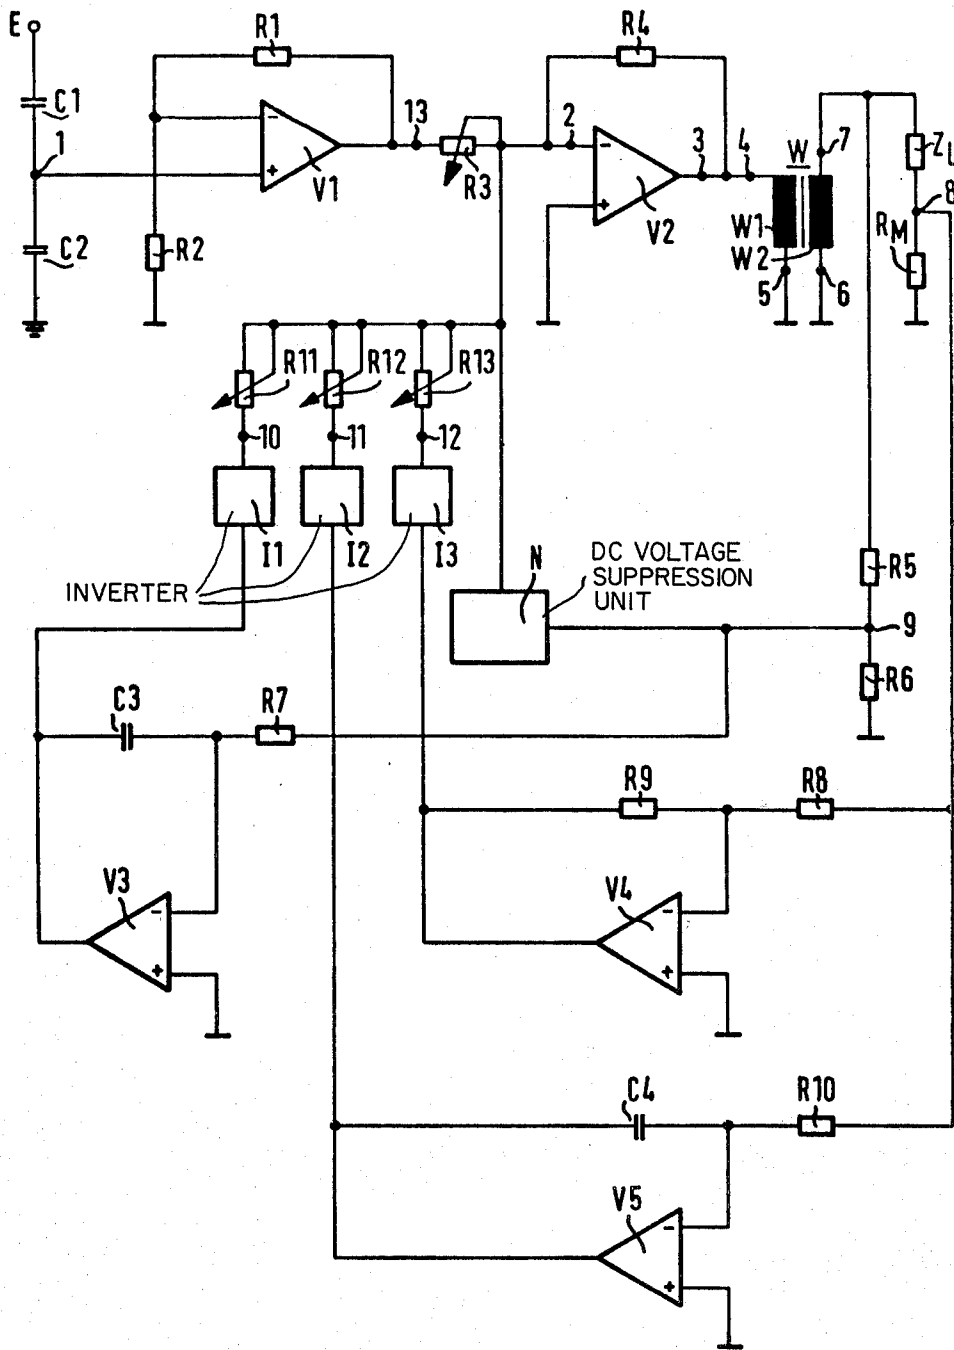 E
R1
R4
C1
13
2
1
3
4
W
7
ZL
8
V1
R3
V2
W1
W2
RM
C2
R2
5
6
R11
R12
R13
10
11
12
I1
I2
I3
INVERTER
N
DC VOLTAGE
SUPPRESSION
UNIT
R5
9
R6
C3
R7
R9
R8
V3
V4
C4
R10
V5